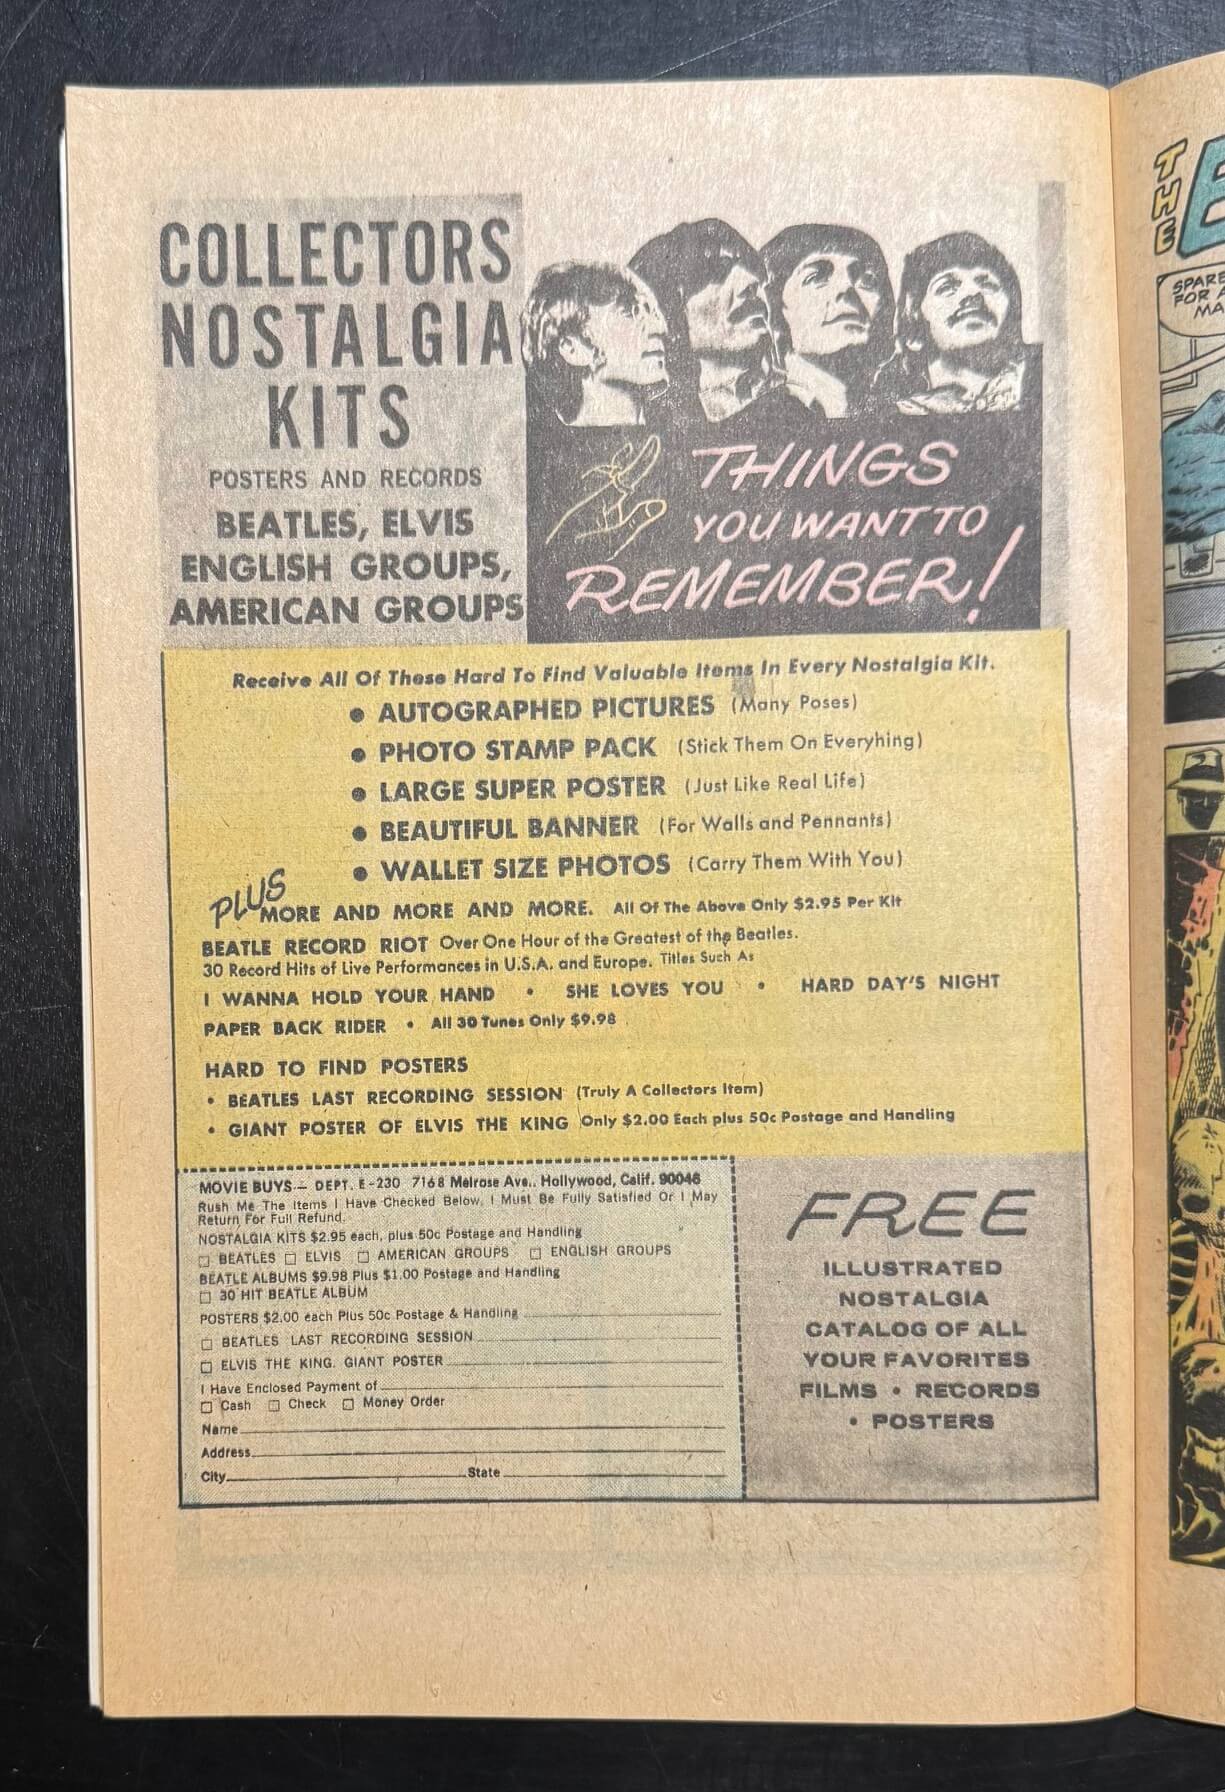 COLLECTORS
NOSTALGIA
KITS
POSTERS AND RECORDS
BEATLES, ELVIS
ENGLISH GROUPS,
AMERICAN GROUPS
THINGS
YOU WANT TO
REMEMBER!
Receive All Of These Hard To Find Valuable Items In Every Nostalgia Kit.
• AUTOGRAPHED PICTURES (Many Poses)
• PHOTO STAMP PACK (Stick Them On Everyhing)
• LARGE SUPER POSTER (Just Like Real Life)
• BEAUTIFUL BANNER (For Walls and Pennants)
• WALLET SIZE PHOTOS (Carry Them With You)
PLUS MORE AND MORE AND MORE. All Of The Above Only $2.95 Per Kit
BEATLE RECORD RIOT Over One Hour of the Greatest of the Beatles.
30 Record Hits of Live Performances in U.S.A. and Europe. Titles Such As
I WANNA HOLD YOUR HAND • SHE LOVES YOU • HARD DAY'S NIGHT
PAPER BACK RIDER • All 30 Tunes Only $9.98
HARD TO FIND POSTERS
• BEATLES LAST RECORDING SESSION (Truly A Collectors Item)
• GIANT POSTER OF ELVIS THE KING Only $2.00 Each plus 50c Postage and Handling
MOVIE BUYS — DEPT. E-230 7168 Melrose Ave., Hollywood, Calif. 90046
Rush Me The Items I Have Checked Below, I Must Be Fully Satisfied Or I May
Return For Full Refund.
NOSTALGIA KITS $2.95 each, plus 50c Postage and Handling
□ BEATLES □ ELVIS □ AMERICAN GROUPS □ ENGLISH GROUPS
BEATLE ALBUMS $9.98 Plus $1.00 Postage and Handling
□ 30 HIT BEATLE ALBUM
POSTERS $2.00 each Plus 50c Postage & Handling
□ BEATLES LAST RECORDING SESSION
□ ELVIS THE KING. GIANT POSTER
I Have Enclosed Payment of
□ Cash □ Check □ Money Order
Name
Address
City State
FREE
ILLUSTRATED
NOSTALGIA
CATALOG OF ALL
YOUR FAVORITES
FILMS • RECORDS
• POSTERS
THE
SPARE
FOR A
MA